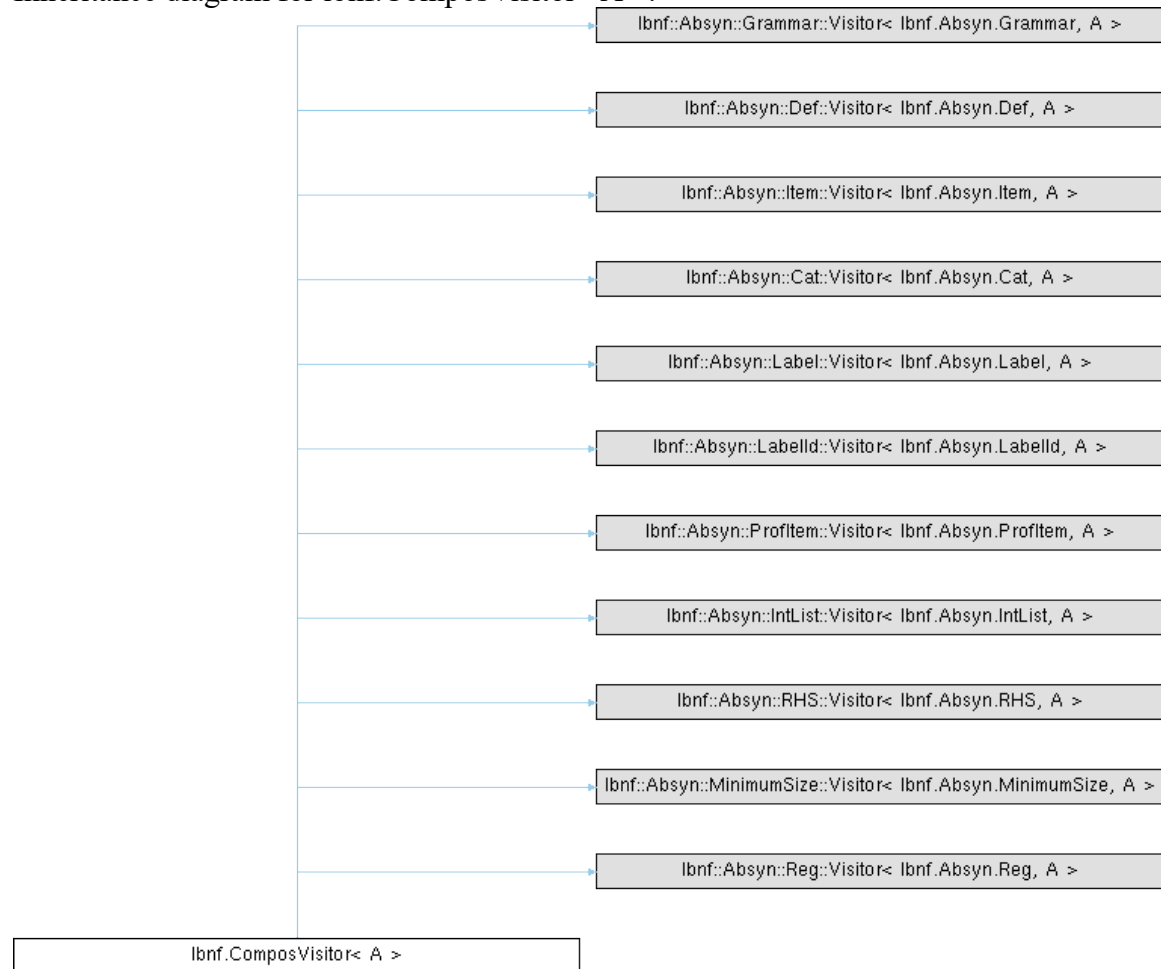 lbnf::Absyn::Grammar::Visitor< lbnf.Absyn.Grammar, A >
lbnf::Absyn::Def::Visitor< lbnf.Absyn.Def, A >
lbnf::Absyn::Item::Visitor< lbnf.Absyn.Item, A >
lbnf::Absyn::Cat::Visitor< lbnf.Absyn.Cat, A >
lbnf::Absyn::Label::Visitor< lbnf.Absyn.Label, A >
lbnf::Absyn::LabelId::Visitor< lbnf.Absyn.LabelId, A >
lbnf::Absyn::ProfItem::Visitor< lbnf.Absyn.ProfItem, A >
lbnf::Absyn::IntList::Visitor< lbnf.Absyn.IntList, A >
lbnf::Absyn::RHS::Visitor< lbnf.Absyn.RHS, A >
lbnf::Absyn::MinimumSize::Visitor< lbnf.Absyn.MinimumSize, A >
lbnf::Absyn::Reg::Visitor< lbnf.Absyn.Reg, A >
lbnf.ComposVisitor< A >